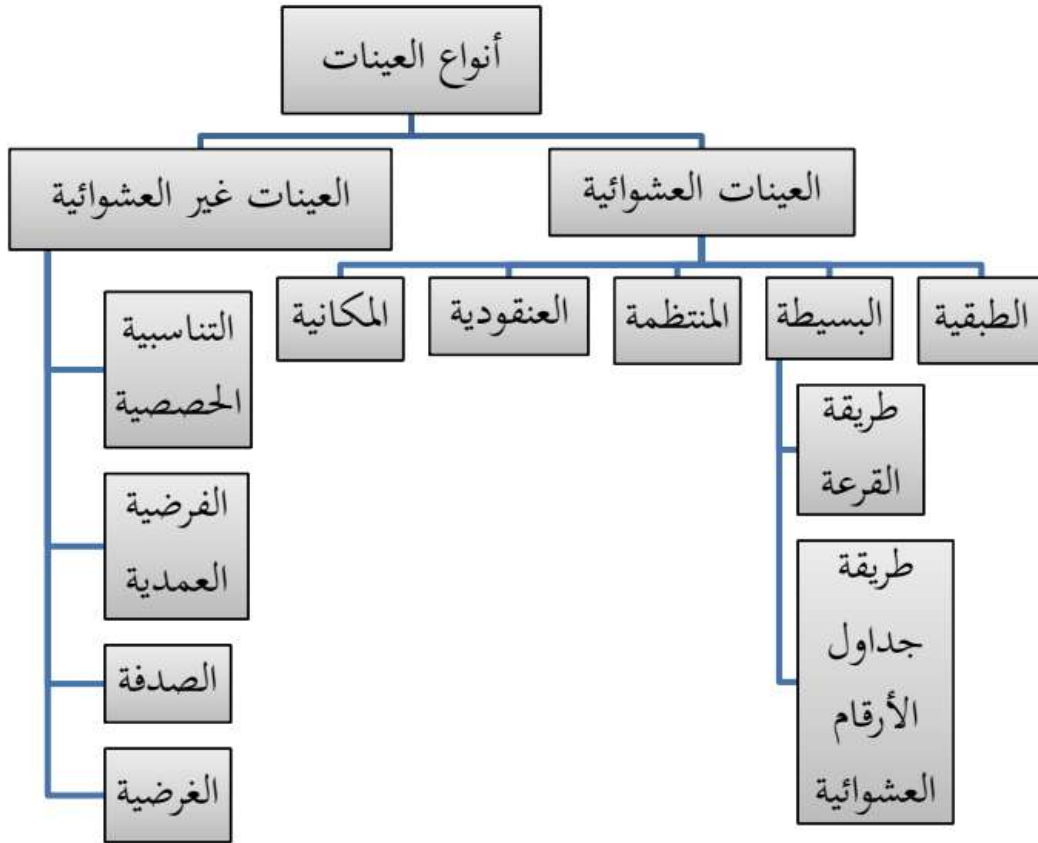 أنواع العينات
العينات العشوائية
العينات غير العشوائية
الطبقية
البسيطة
المنتظمة
العنقودية
المكانية
طريقة
القرعة
طريقة
جداول
الأرقام
العشوائية
التناسبية
الحصصية
الفرضية
العمدية
الصدفة
الغرضية